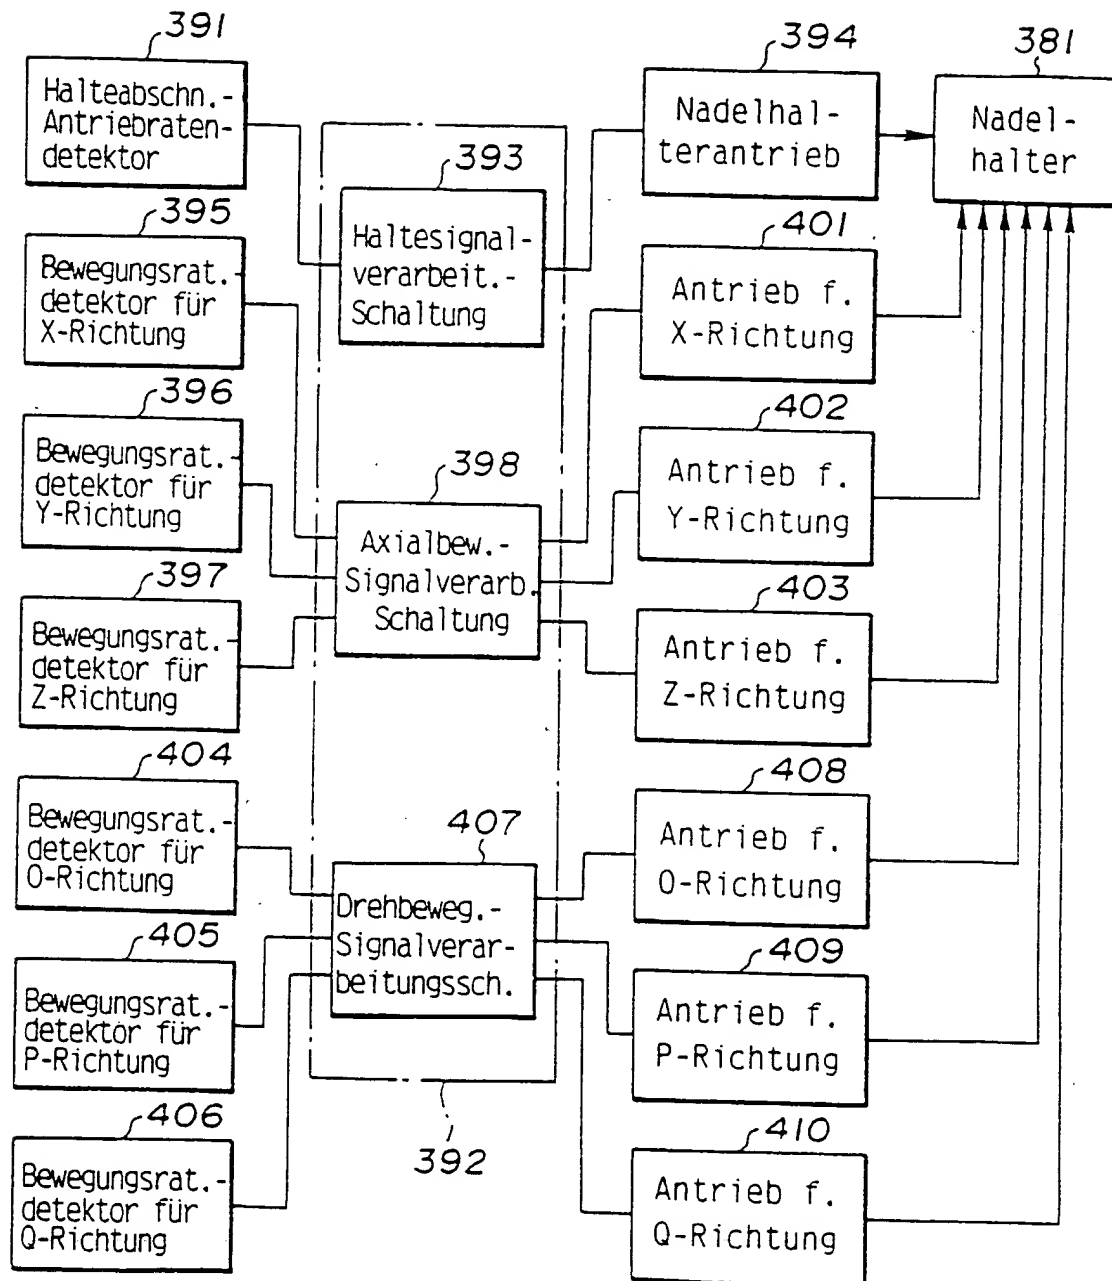 391
Halteabschn.-
Antriebraten-
detektor
395
Bewegungsrat.-
detektor für
X-Richtung
396
Bewegungsrat.-
detektor für
Y-Richtung
397
Bewegungsrat.-
detektor für
Z-Richtung
404
Bewegungsrat.-
detektor für
O-Richtung
405
Bewegungsrat.-
detektor für
P-Richtung
406
Bewegungsrat.-
detektor für
Q-Richtung
393
Haltesignal-
verarbeit.-
Schaltung
398
Axialbew.-
Signalverarb.
Schaltung
407
Drehbeweg.-
Signalverar-
beitungssch.
392
394
Nadelhal-
terantrieb
401
Antrieb f.
X-Richtung
402
Antrieb f.
Y-Richtung
403
Antrieb f.
Z-Richtung
408
Antrieb f.
O-Richtung
409
Antrieb f.
P-Richtung
410
Antrieb f.
Q-Richtung
381
Nadel-
halter